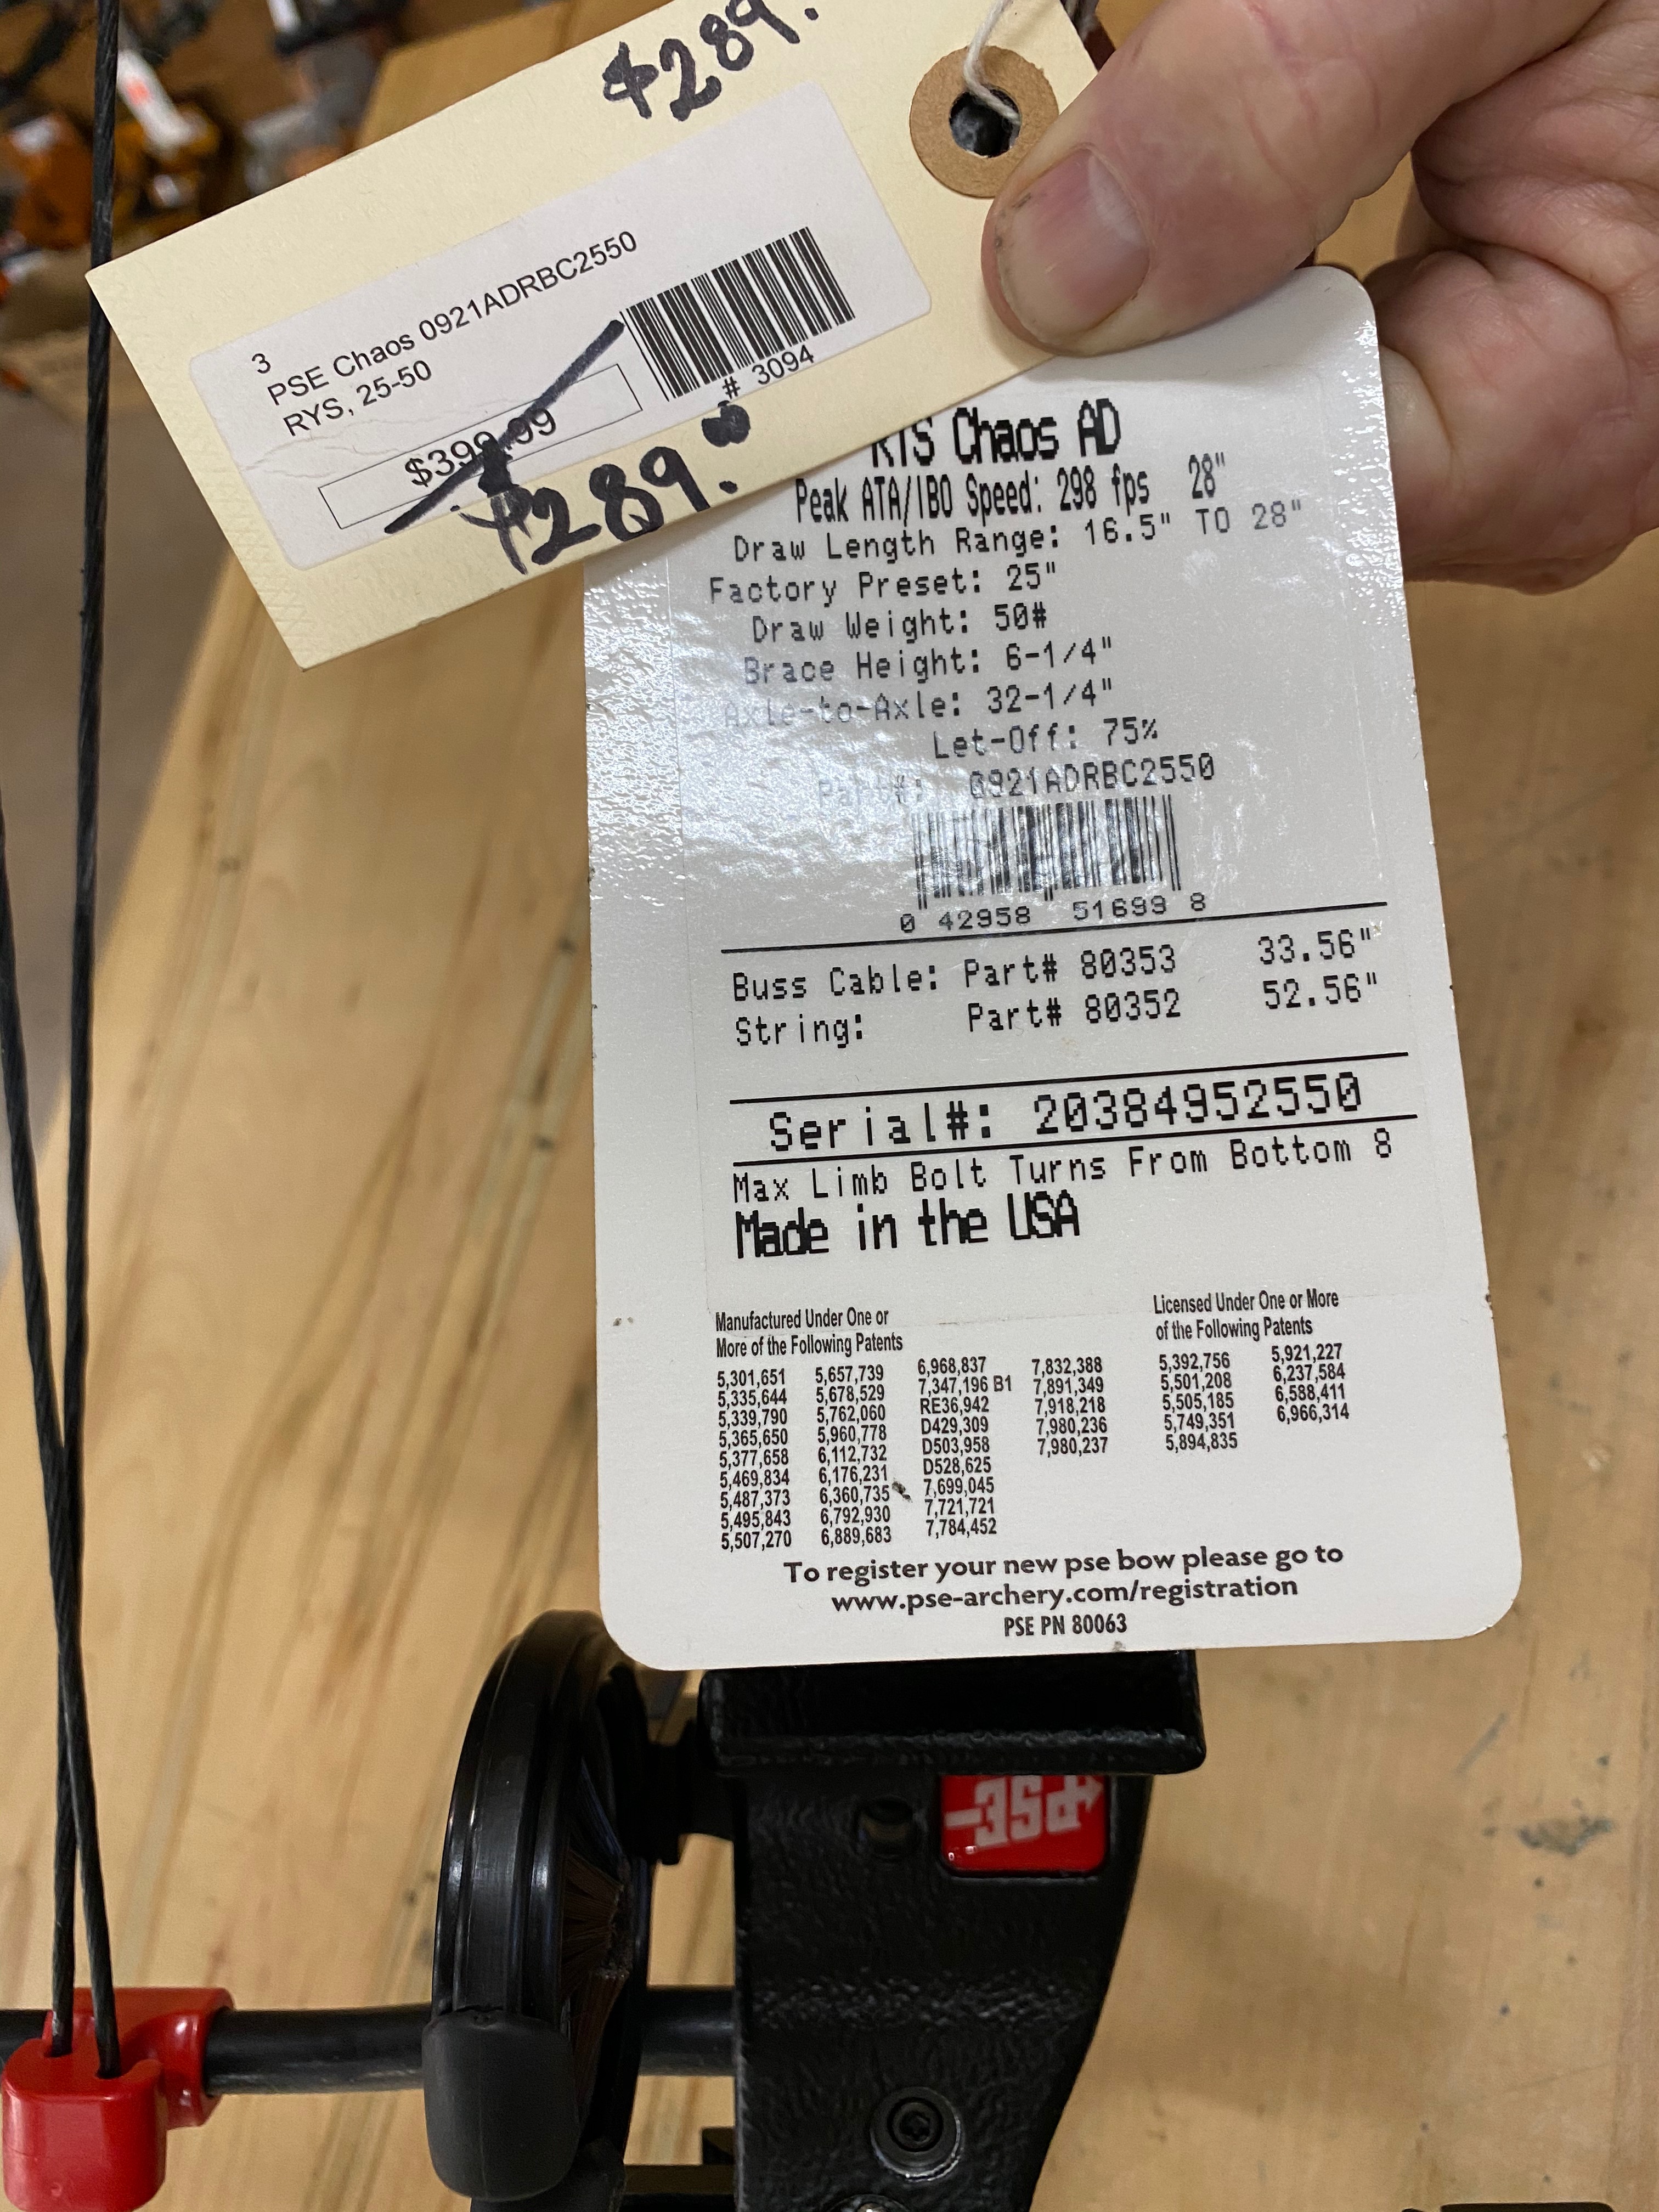 $289.
3
PSE Chaos 0921ADRBC2550
RYS, 25-50
# 3094
$399.99
$289.00
RTS Chaos AD
Peak ATA/IBO Speed: 298 fps 28"
Draw Length Range: 16.5" TO 28"
Factory Preset: 25"
Draw Weight: 50#
Brace Height: 6-1/4"
Axle-to-Axle: 32-1/4"
Let-Off: 75%
Part#: 0921ADRBC2550
0 42958 51699 8
Buss Cable: Part# 80353 33.56"
String: Part# 80352 52.56"
Serial#: 20384952550
Max Limb Bolt Turns From Bottom 8
Made in the USA
Manufactured Under One or
More of the Following Patents
5,301,651 5,657,739 6,968,837 7,832,388
5,335,644 5,678,529 7,347,196 B1 7,891,349
5,339,790 5,762,060 RE36,942 7,918,218
5,365,650 5,960,778 D429,309 7,980,236
5,377,658 6,112,732 D503,958 7,980,237
5,469,834 6,176,231 D528,625
5,487,373 6,360,735 7,699,045
5,495,843 6,792,930 7,721,721
5,507,270 6,889,683 7,784,452
Licensed Under One or More
of the Following Patents
5,392,756 5,921,227
5,501,208 6,237,584
5,505,185 6,588,411
5,749,351 6,966,314
5,894,835
To register your new pse bow please go to
www.pse-archery.com/registration
PSE PN 80063
PSE